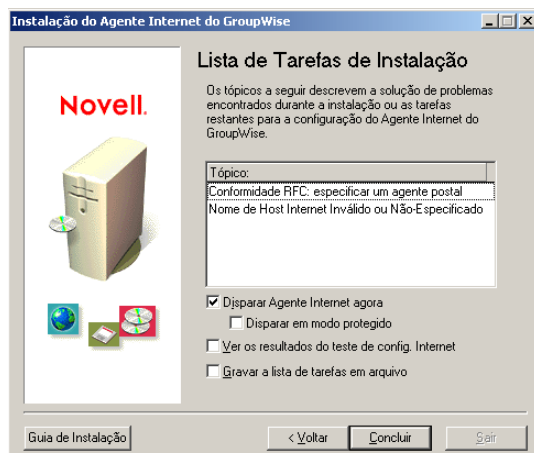 Instalação do Agente Internet do GroupWise
Novell.
Lista de Tarefas de Instalação
Os tópicos a seguir descrevem a solução de problemas
encontrados durante a instalação ou as tarefas
restantes para a configuração do Agente Internet do
GroupWise.
Tópico:
Conformidade RFC: especificar um agente postal
Nome de Host Internet Inválido ou Não-Especificado
Disparar Agente Internet agora
Disparar em modo protegido
Ver os resultados do teste de config. Internet
Gravar a lista de tarefas em arquivo
Guia de Instalação
< Voltar
Concluir
Sair